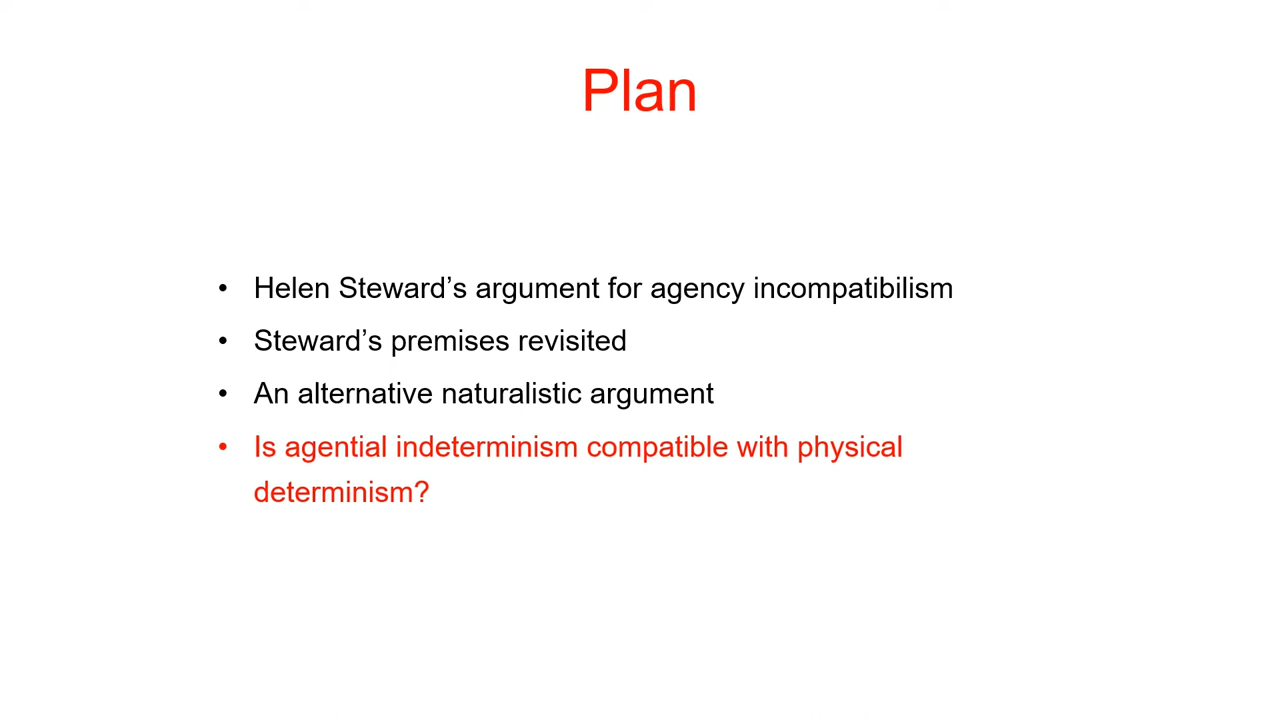 Plan
• Helen Steward’s argument for agency incompatibilism
• Steward’s premises revisited
• An alternative naturalistic argument
• Is agential indeterminism compatible with physical
determinism?